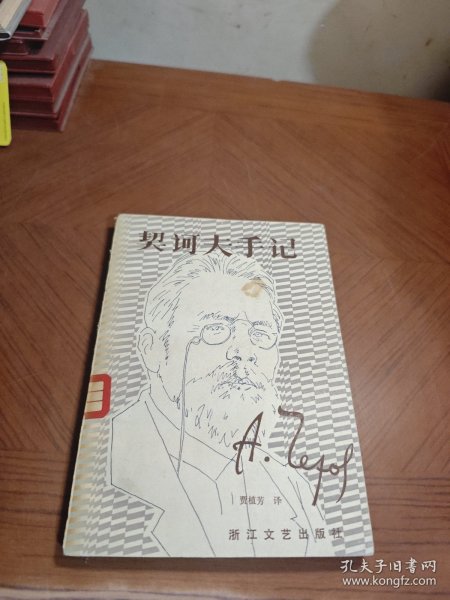 契诃夫手记
А. Чехов
贾植芳 译
浙江文艺出版社
孔夫子旧书网
www.kongfz.com